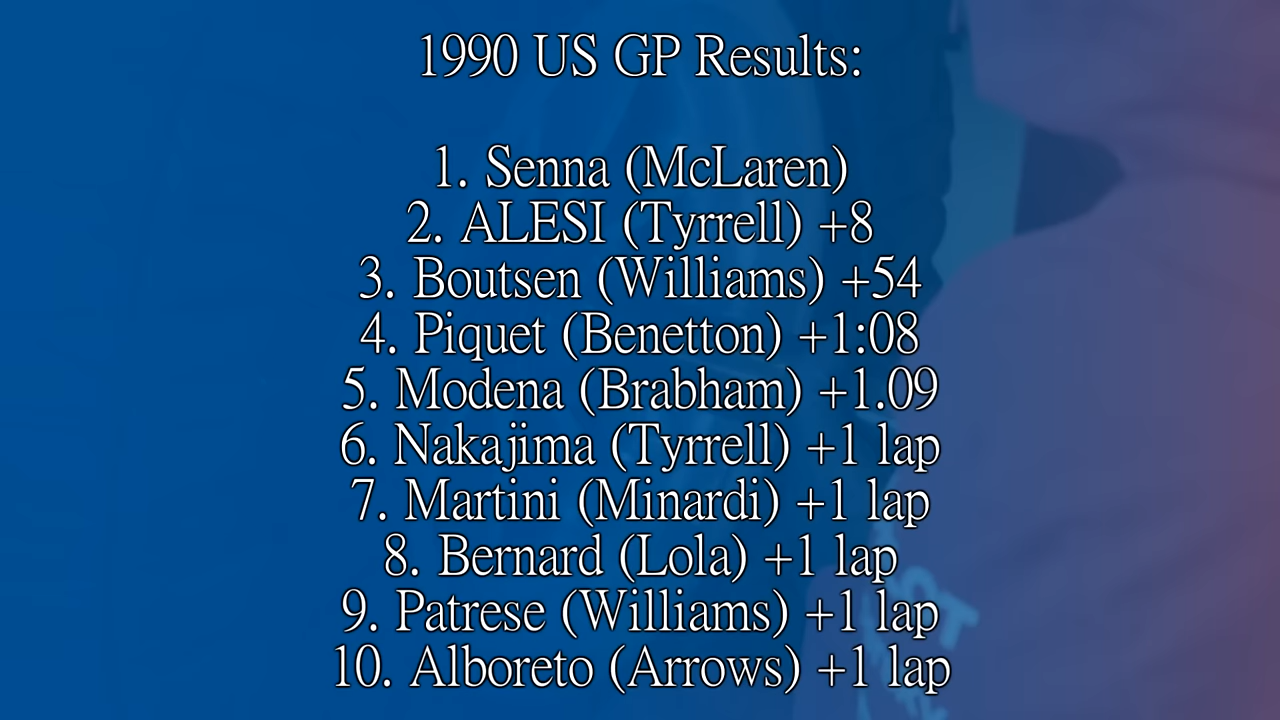 1990 US GP Results:
1. Senna (McLaren)
2. ALESI (Tyrrell) +8
3. Boutsen (Williams) +54
4. Piquet (Benetton) +1:08
5. Modena (Brabham) +1.09
6. Nakajima (Tyrrell) +1 lap
7. Martini (Minardi) +1 lap
8. Bernard (Lola) +1 lap
9. Patrese (Williams) +1 lap
10. Alboreto (Arrows) +1 lap